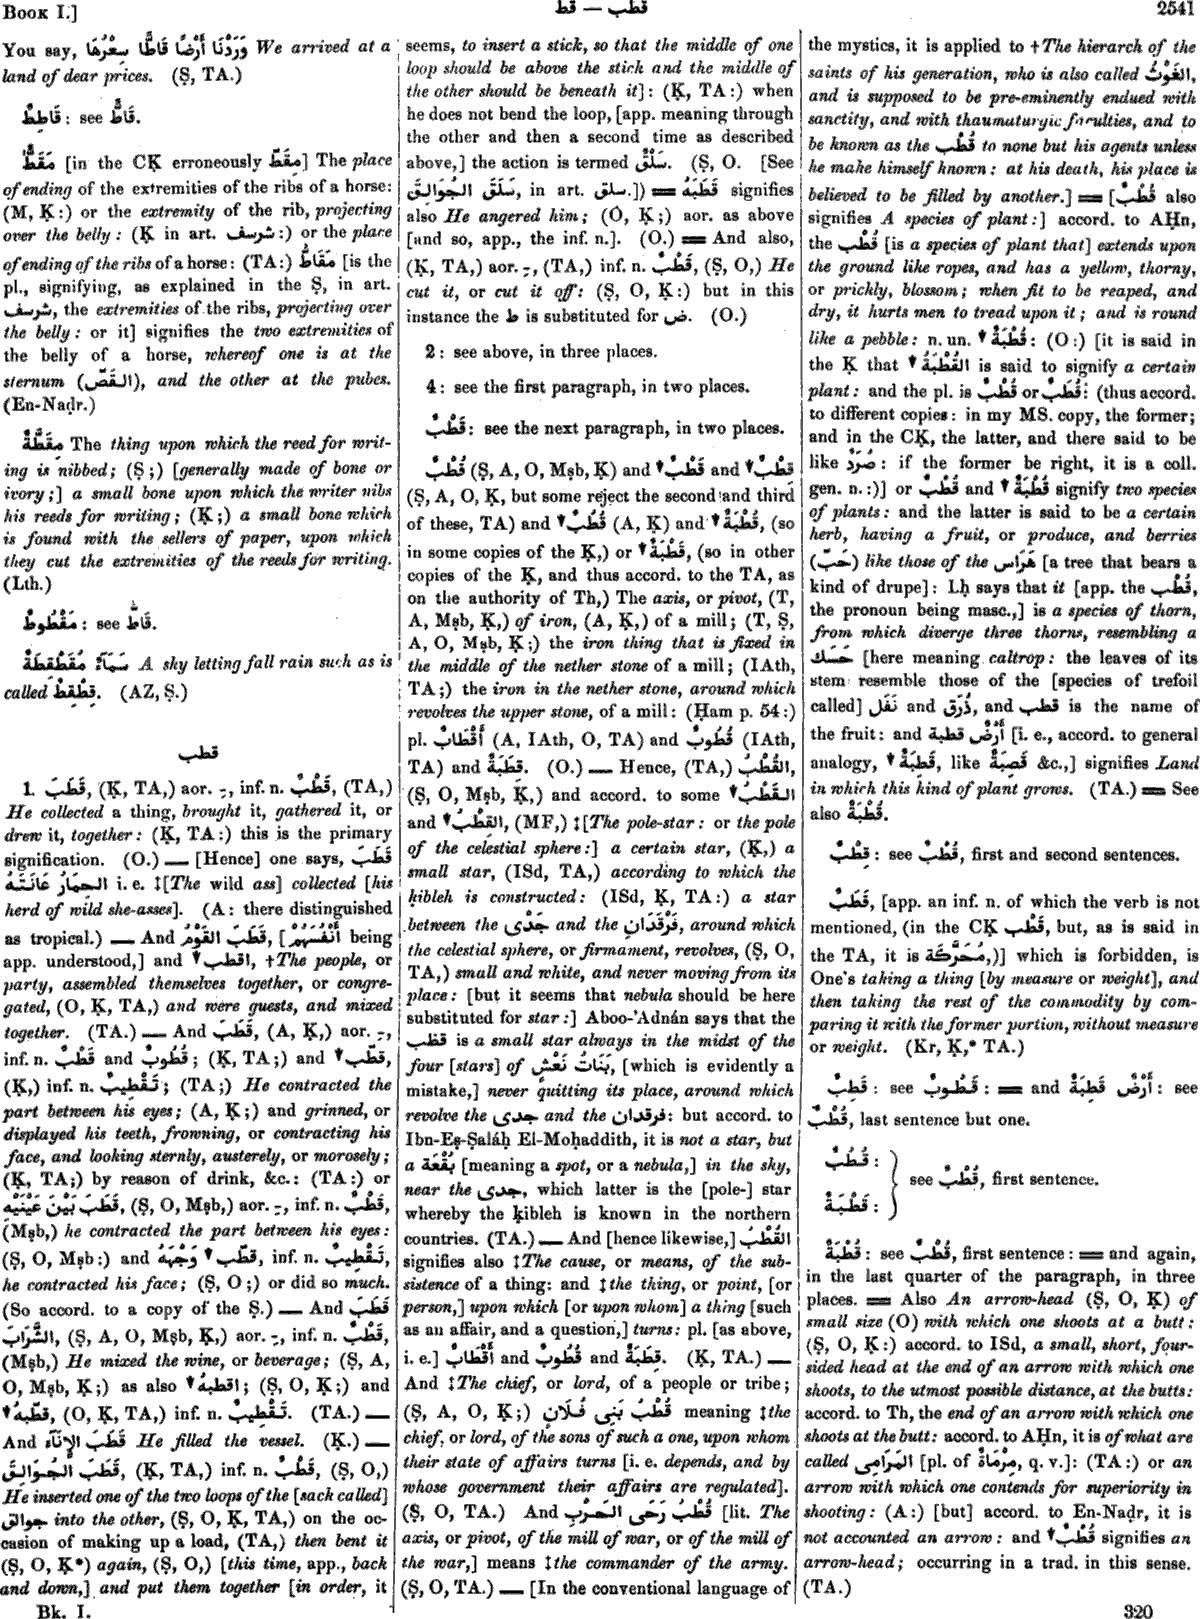 BOOK I.]
قطب — قط
2541
You say, وَرَدْنَا أَرْضًا قَاطًّا سِعْرُهَا We arrived at a
land of dear prices. (Ṣ, TA.)
قَاطِطٌ : see قَاطٌّ.
مَقَطٌّ [in the CḲ erroneously مِقَطّ] The place
of ending of the extremities of the ribs of a horse:
(M, Ḳ:) or the extremity of the rib, projecting
over the belly: (Ḳ in art. شرسف:) or the place
of ending of the ribs of a horse: (TA:) مَقَاطُّ [is the
pl., signifying, as explained in the Ṣ, in art.
شرسف, the extremities of the ribs, projecting over
the belly: or it] signifies the two extremities of
the belly of a horse, whereof one is at the
sternum (القَصّ), and the other at the pubes.
(En-Naḍr.)
مِقَطَّةٌ The thing upon which the reed for writ-
ing is nibbed; (Ṣ;) [generally made of bone or
ivory;] a small bone upon which the writer nibs
his reeds for writing; (Ḳ;) a small bone which
is found with the sellers of paper, upon which
they cut the extremities of the reeds for writing.
(Lth.)
مَقْطُوطٌ : see قَاطٌّ.
سَمَآءٌ مُقَطْقِطَةٌ A sky letting fall rain such as is
called قِطْقِطٌ. (AZ, Ṣ.)
قطب
1. قَطَبَ, (Ḳ, TA,) aor. ـِ, inf. n. قَطْبٌ, (TA,)
He collected a thing, brought it, gathered it, or
drew it, together: (Ḳ, TA:) this is the primary
signification. (O.) — [Hence] one says, قَطَبَ
الحِمَارُ عَانَتَهُ i. e. ‡[The wild ass] collected [his
herd of wild she-asses]. (A: there distinguished
as tropical.) — And قَطَبَ القَوْمُ, [أَنْفُسَهُمْ being
app. understood,] and ▼ اقطب, †The people, or
party, assembled themselves together, or congre-
gated, (O, Ḳ, TA,) and were guests, and mixed
together. (TA.) — And قَطَبَ, (A, Ḳ,) aor. ـِ,
inf. n. قَطْبٌ and قُطُوبٌ; (Ḳ, TA;) and ▼ قطّب,
(Ḳ,) inf. n. تَقْطِيبٌ; (TA;) He contracted the
part between his eyes; (A, Ḳ;) and grinned, or
displayed his teeth, frowning, or contracting his
face, and looking sternly, austerely, or morosely;
(Ḳ, TA;) by reason of drink, &c.: (TA:) or
قَطَبَ بَيْنَ عَيْنَيْهِ, (Ṣ, O, Mṣb,) aor. ـِ, inf. n. قَطْبٌ,
(Mṣb,) he contracted the part between his eyes:
(Ṣ, O, Mṣb:) and ▼ قطّب وَجْهَهُ, inf. n. تَقْطِيبٌ,
he contracted his face; (Ṣ, O;) or did so much.
(So accord. to a copy of the Ṣ.) — And قَطَبَ
الشَّرَابَ, (Ṣ, A, O, Mṣb, Ḳ,) aor. ـِ, inf. n. قَطْبٌ,
(Mṣb,) He mixed the wine, or beverage; (Ṣ, A,
O, Mṣb, Ḳ;) as also ▼ اقطبهُ; (Ṣ, O, Ḳ;) and
▼ قطّبهُ, (O, Ḳ, TA,) inf. n. تَقْطِيبٌ. (TA.) —
And قَطَبَ الإِنَآءَ He filled the vessel. (Ḳ.) —
قَطَبَ الجُوَالِقَ, (Ḳ, TA,) inf. n. قَطْبٌ, (Ṣ, O,)
He inserted one of the two loops of the [sack called]
جوالق into the other, (Ṣ, O, Ḳ, TA,) on the oc-
casion of making up a load, (TA,) then bent it
(Ṣ, O, Ḳ*) again, (Ṣ, O,) [this time, app., back
and down,] and put them together [in order, it
Bk. I.
seems, to insert a stick, so that the middle of one
loop should be above the stick and the middle of
the other should be beneath it]: (Ḳ, TA:) when
he does not bend the loop, [app. meaning through
the other and then a second time as described
above,] the action is termed سَلْقٌ. (Ṣ, O. [See
سَلَقَ الجُوَالِقَ, in art. سلق.]) ═ قَطَبَهُ signifies
also He angered him; (O, Ḳ;) aor. as above
[and so, app., the inf. n.]. (O.) ═ And also,
(Ḳ, TA,) aor. ـِ, (TA,) inf. n. قَطْبٌ, (Ṣ, O,) He
cut it, or cut it off: (Ṣ, O, Ḳ:) but in this
instance the ط is substituted for ض. (O.)
2: see above, in three places.
4: see the first paragraph, in two places.
قَطْبٌ: see the next paragraph, in two places.
قُطْبٌ (Ṣ, A, O, Mṣb, Ḳ) and ▼ قَطْبٌ and ▼ قِطْبٌ
(Ṣ, A, O, Ḳ, but some reject the second and third
of these, TA) and ▼ قُطُبٌ (A, Ḳ) and ▼ قُطْبَةٌ, (so
in some copies of the Ḳ,) or ▼ قَطْبَةٌ, (so in other
copies of the Ḳ, and thus accord. to the TA, as
on the authority of Th,) The axis, or pivot, (T,
A, Mṣb, Ḳ,) of iron, (A, Ḳ,) of a mill; (T, Ṣ,
A, O, Mṣb, Ḳ;) the iron thing that is fixed in
the middle of the nether stone of a mill; (IAth,
TA;) the iron in the nether stone, around which
revolves the upper stone, of a mill: (Ḥam p. 54:)
pl. أَقْطَابٌ (A, IAth, O, TA) and قُطُوبٌ (IAth,
TA) and قِطَبَةٌ. (O.) — Hence, (TA,) القُطْبُ,
(Ṣ, O, Mṣb, Ḳ,) and accord. to some ▼ القَطْبُ
and ▼ القِطْبُ, (MF,) ‡[The pole-star: or the pole
of the celestial sphere:] a certain star, (Ḳ,) a
small star, (ISd, TA,) according to which the
ḳibleh is constructed: (ISd, Ḳ, TA:) a star
between the جَدْى and the فَرْقَدَانِ, around which
the celestial sphere, or firmament, revolves, (Ṣ, O,
TA,) small and white, and never moving from its
place: [but it seems that nebula should be here
substituted for star:] Aboo-'Adnán says that the
قطب is a small star always in the midst of the
four [stars] of بَنَاتُ نَعْشٍ, [which is evidently a
mistake,] never quitting its place, around which
revolve the جدى and the فرقدان: but accord. to
Ibn-Eṣ-Ṣaláḥ El-Moḥaddith, it is not a star, but
a بُقْعَة [meaning a spot, or a nebula,] in the sky,
near the جدى, which latter is the [pole-] star
whereby the ḳibleh is known in the northern
countries. (TA.) — And [hence likewise,] القُطْبُ
signifies also ‡The cause, or means, of the sub-
sistence of a thing: and ‡the thing, or point, [or
person,] upon which [or upon whom] a thing [such
as an affair, and a question,] turns: pl. [as above,
i. e.] أَقْطَابٌ and قُطُوبٌ and قِطَبَةٌ. (Ḳ, TA.) —
And ‡The chief, or lord, of a people or tribe;
(Ṣ, A, O, Ḳ;) قُطْبُ بَنِى فُلَانٍ meaning ‡the
chief, or lord, of the sons of such a one, upon whom
their state of affairs turns [i. e. depends, and by
whose government their affairs are regulated].
(Ṣ, O, TA.) And قُطْبُ رَحَى الحَرْبِ [lit. The
axis, or pivot, of the mill of war, or of the mill of
the war,] means ‡the commander of the army.
(Ṣ, O, TA.) — [In the conventional language of
the mystics, it is applied to †The hierarch of the
saints of his generation, who is also called الغَوْثُ,
and is supposed to be pre-eminently endued with
sanctity, and with thaumaturgic faculties, and to
be known as the قُطْب to none but his agents unless
he make himself known: at his death, his place is
believed to be filled by another.] ═ [قُطْبٌ also
signifies A species of plant:] accord. to AḤn,
the قُطْب [is a species of plant that] extends upon
the ground like ropes, and has a yellow, thorny,
or prickly, blossom; when fit to be reaped, and
dry, it hurts men to tread upon it; and is round
like a pebble: n. un. ▼ قُطْبَةٌ: (O:) [it is said in
the Ḳ that ▼ القُطْبَةُ is said to signify a certain
plant: and the pl. is قُطْبٌ or قُطَبٌ: (thus accord.
to different copies: in my MS. copy, the former;
and in the CḲ, the latter, and there said to be
like صُرَدٌ: if the former be right, it is a coll.
gen. n.:)] or قُطْبٌ and ▼ قُطْبَةٌ signify two species
of plants: and the latter is said to be a certain
herb, having a fruit, or produce, and berries
(حَبّ) like those of the هَرَاس [a tree that bears a
kind of drupe]: Lḥ says that it [app. the قُطْب,
the pronoun being masc.,] is a species of thorn,
from which diverge three thorns, resembling a
حَسَك [here meaning caltrop: the leaves of its
stem resemble those of the [species of trefoil
called] نَفَل and ذُرَق, and قطب is the name of
the fruit: and أَرْضٌ قطبة [i. e., accord. to general
analogy, ▼ قَطِبَةٌ, like قَصِبَةٌ &c.,] signifies Land
in which this kind of plant grows. (TA.) ═ See
also قُطْبَةٌ.
قِطْبٌ : see قُطْبٌ, first and second sentences.
قَطَبٌ, [app. an inf. n. of which the verb is not
mentioned, (in the CḲ قَطْب, but, as is said in
the TA, it is مُحَرَّكَة,)] which is forbidden, is
One's taking a thing [by measure or weight], and
then taking the rest of the commodity by com-
paring it with the former portion, without measure
or weight. (Kr, Ḳ,* TA.)
قَطِبٌ : see قَطُوبٌ : ═ and أَرْضٌ قَطِبَةٌ : see
قُطْبٌ, last sentence but one.
قُطُبٌ :
see قُطْبٌ, first sentence.
قَطْبَةٌ :
قُطْبَةٌ : see قُطْبٌ, first sentence : ═ and again,
in the last quarter of the paragraph, in three
places. ═ Also An arrow-head (Ṣ, O, Ḳ) of
small size (O) with which one shoots at a butt:
(Ṣ, O, Ḳ:) accord. to ISd, a small, short, four-
sided head at the end of an arrow with which one
shoots, to the utmost possible distance, at the butts:
accord. to Th, the end of an arrow with which one
shoots at the butt: accord. to AḤn, it is of what are
called المَرَامِى [pl. of مِرْمَاةٌ, q. v.]: (TA:) or an
arrow with which one contends for superiority in
shooting: (A:) [but] accord. to En-Naḍr, it is
not accounted an arrow: and ▼ قُطْبٌ signifies an
arrow-head; occurring in a trad. in this sense.
(TA.)
320